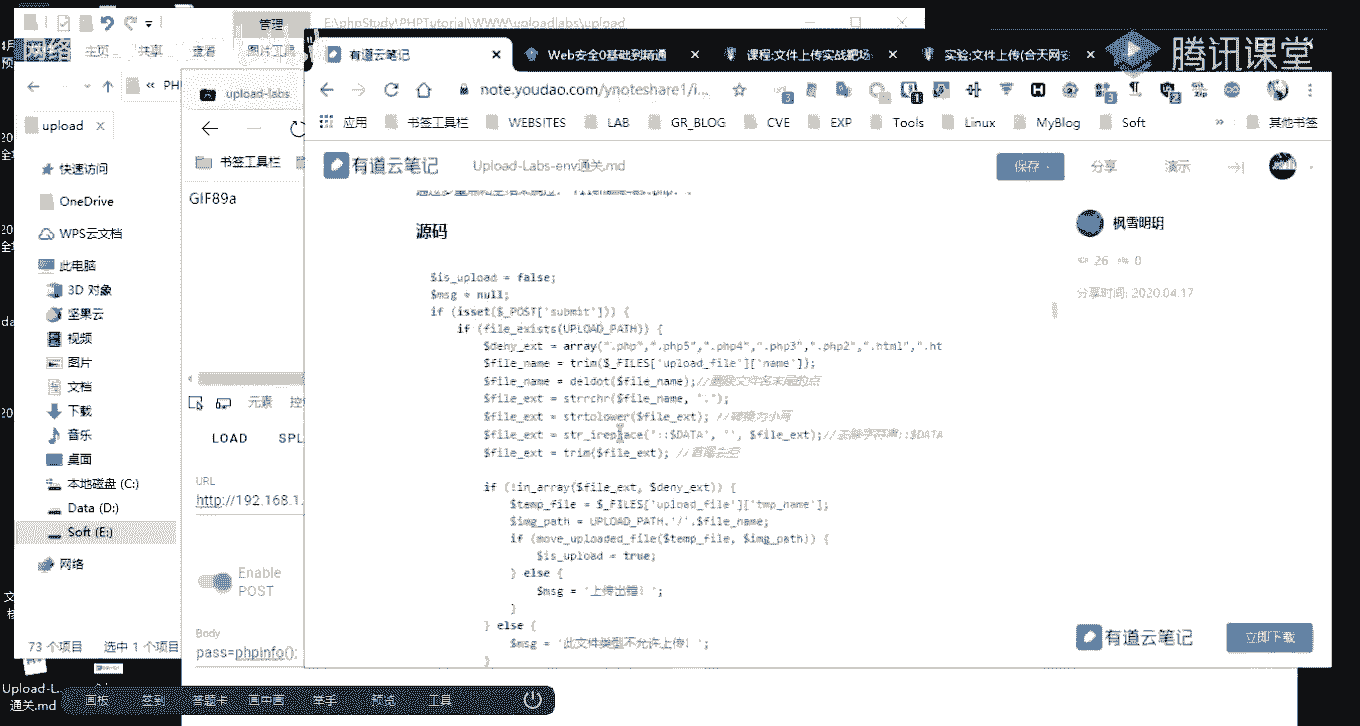 管理
E:\phpStudy\PHPTutorial\WWW\uploadlabs\upload
网络
主页
共享
查看
图片工具
有道云笔记
Web安全0基础到精通
课程:文件上传实战靶场
实验:文件上传(合天网安
腾讯课堂
« PH
upload-labs
note.youdao.com/ynoteshare1/i...
upload
应用
书签工具栏
WEBSITES
LAB
GR_BLOG
CVE
EXP
Tools
Linux
MyBlog
Soft
»
其他书签
书签工具栏
有道云笔记
Upload-Labs-env通关.md
保存
分享
演示
快速访问
OneDrive
WPS云文档
此电脑
3D 对象
坚果云
视频
图片
文档
下载
音乐
桌面
本地磁盘 (C:)
Data (D:)
Soft (E:)
网络
73 个项目
选中 1 个项目
GIF89a
元素
LOAD
SPL
URL
http://192.168.1.
Enable
POST
Body
pass=phpinfo();
源码
$is_upload = false;
$msg = null;
if (isset($_POST['submit'])) {
if (file_exists(UPLOAD_PATH)) {
$deny_ext = array(".php",".php5",".php4",".php3",".php2",".html",".ht
$file_name = trim($_FILES['upload_file']['name']);
$file_name = deldot($file_name);//删除文件名末尾的点
$file_ext = strrchr($file_name, ".");
$file_ext = strtolower($file_ext); //转换为小写
$file_ext = str_ireplace('::$DATA', '', $file_ext);//去除字符串::$DATA
$file_ext = trim($file_ext); //首尾去空
if (!in_array($file_ext, $deny_ext)) {
$temp_file = $_FILES['upload_file']['tmp_name'];
$img_path = UPLOAD_PATH.'/'.$file_name;
if (move_uploaded_file($temp_file, $img_path)) {
$is_upload = true;
} else {
$msg = '上传出错！';
}
} else {
$msg = '此文件类型不允许上传！';
}
枫雪明玥
26
0
分享时间: 2020.04.17
有道云笔记
立即下载
Upload-L...
通关.md
画板
签到
答题卡
画中画
举手
预览
工具